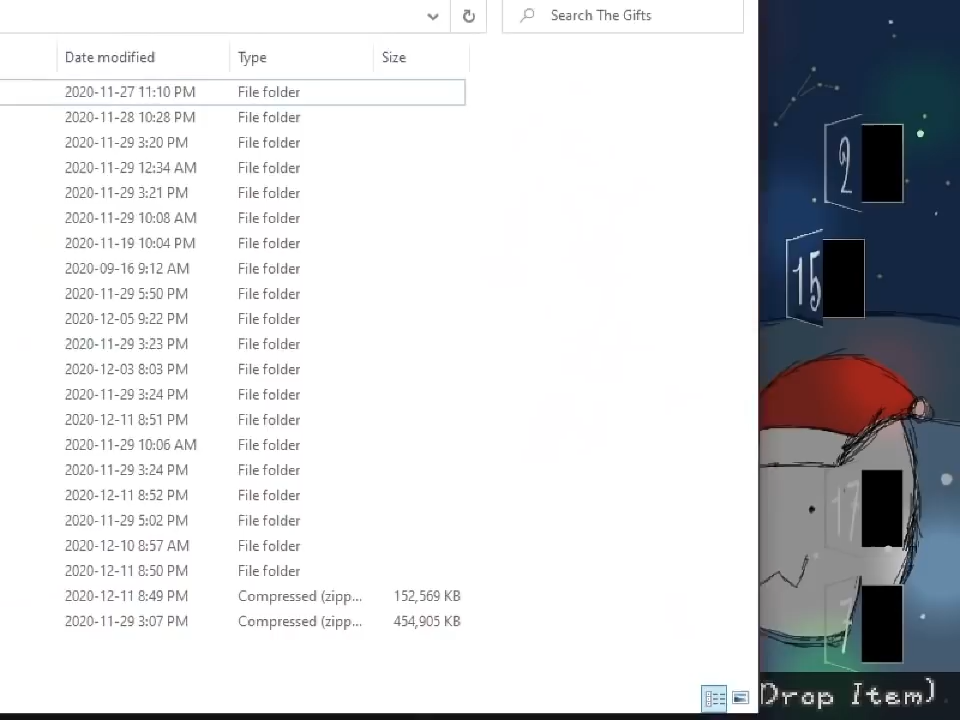 Search The Gifts
Date modified Type Size
2020-11-27 11:10 PM File folder
2020-11-28 10:28 PM File folder
2020-11-29 3:20 PM File folder
2020-11-29 12:34 AM File folder
2020-11-29 3:21 PM File folder
2020-11-29 10:08 AM File folder
2020-11-19 10:04 PM File folder
2020-09-16 9:12 AM File folder
2020-11-29 5:50 PM File folder
2020-12-05 9:22 PM File folder
2020-11-29 3:23 PM File folder
2020-12-03 8:03 PM File folder
2020-11-29 3:24 PM File folder
2020-12-11 8:51 PM File folder
2020-11-29 10:06 AM File folder
2020-11-29 3:24 PM File folder
2020-12-11 8:52 PM File folder
2020-11-29 5:02 PM File folder
2020-12-10 8:57 AM File folder
2020-12-11 8:50 PM File folder
2020-12-11 8:49 PM Compressed (zipp... 152,569 KB
2020-11-29 3:07 PM Compressed (zipp... 454,905 KB
2
15
17
7
Drop Item)